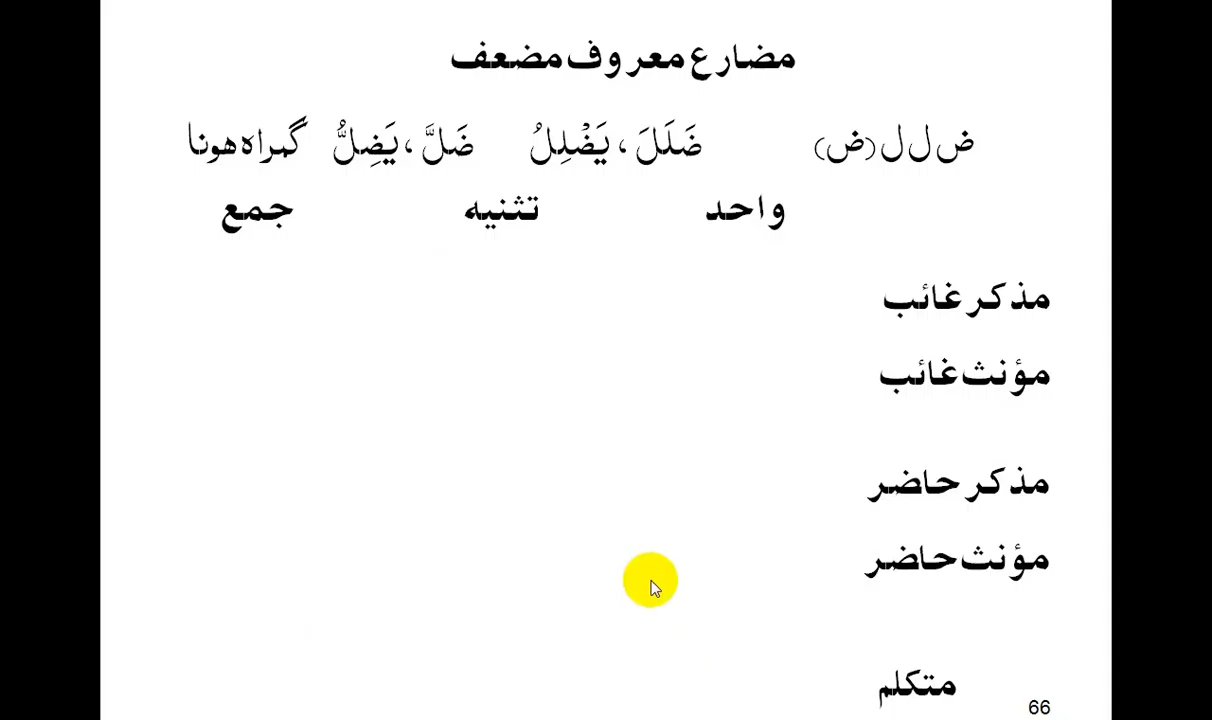 مضارع معروف مضعف
ض ل ل (ض) ضَلَلَ ، يَضْلِلُ ضَلَّ ، يَضِلُّ گمراہ ہونا
واحد تثنیہ جمع
مذکر غائب
مؤنث غائب
مذکر حاضر
مؤنث حاضر
متکلم
66